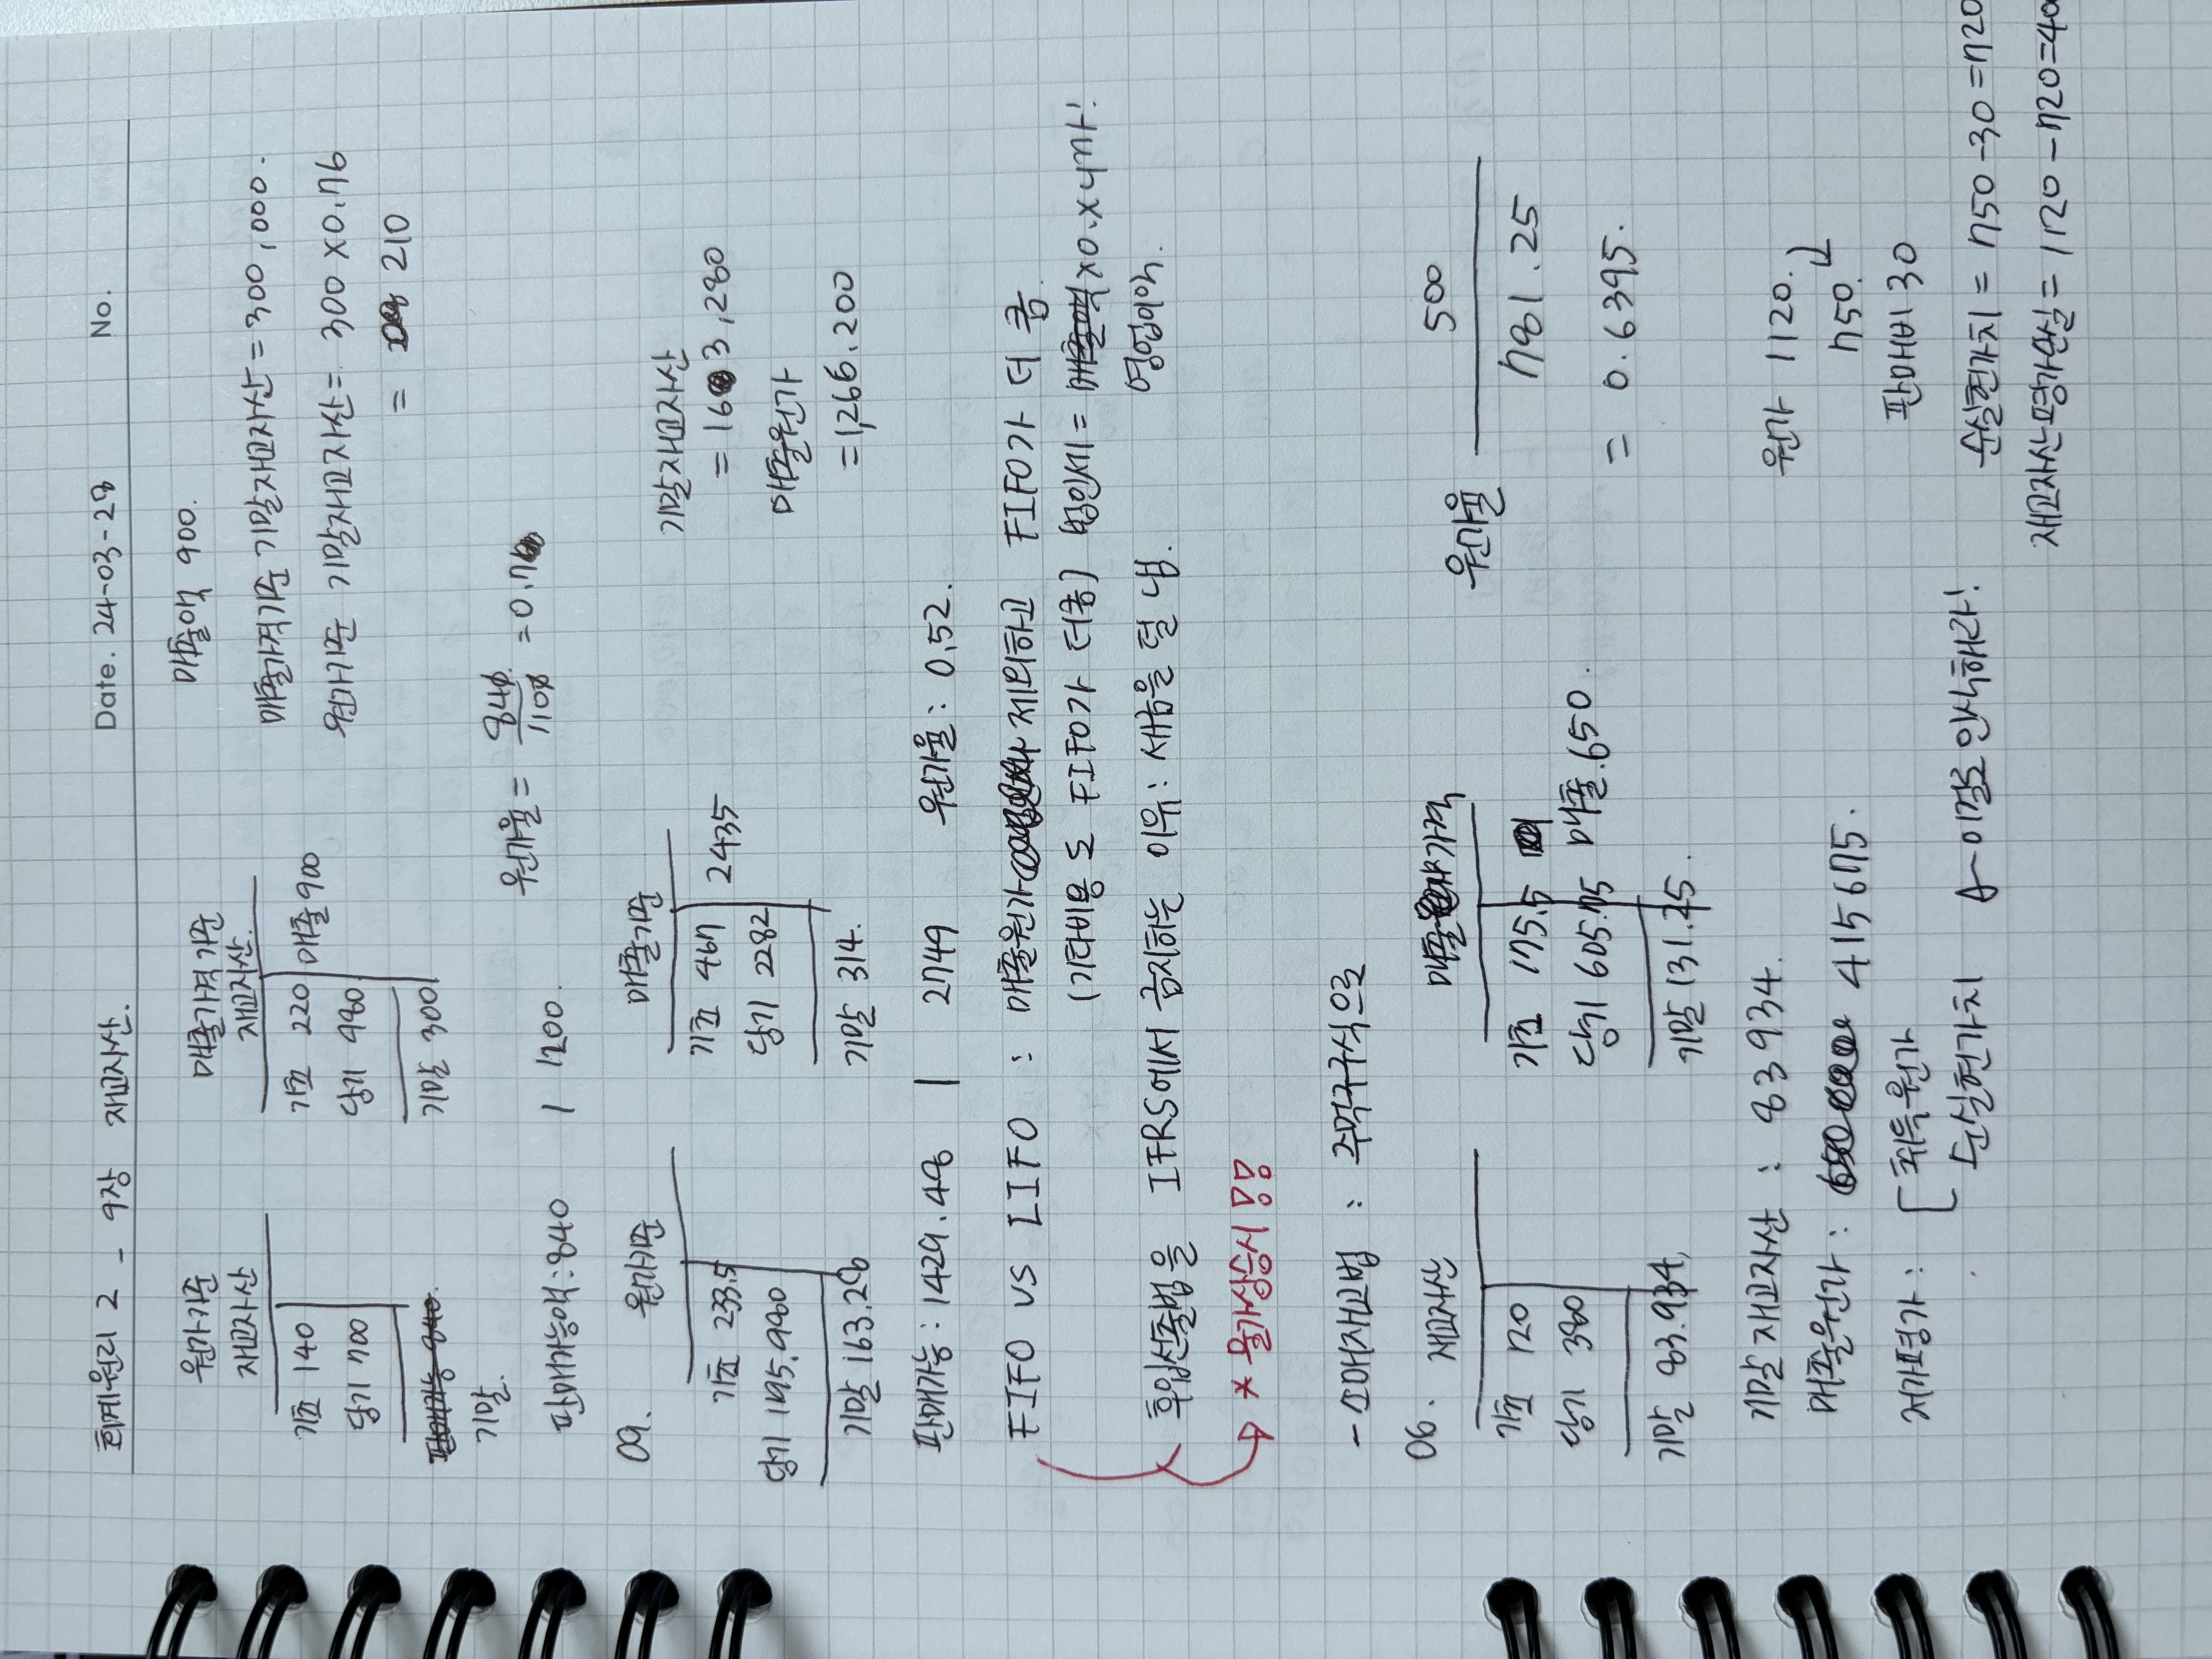 회계원리 2 - 9장 재고자산.
Date. 24-03-28 No.
원가기준
재고자산
기초 140
당기 700
판매가능 840.
기말.
매출가격 기준
재고자산.
기초 220
매출 900
당기 980
기말 300
매출액 900.
매출가격기준 기말재고자산 = 300,000.
원가기준 기말재고자산 = 300 x 0.76
= 210
원가율 = 840 / 1100 = 0.7
판매가능액: 840 | 1200.
09.
원가기준
기초 233.5
당기 1195.980
기말 163.28
매출기준
기초 467
2435
당기 2282
기말 314.
기말재고자산
= 163,280
매출원가
= 1,266.200
판매가능: 1429.48 | 2749 원가율: 0.52.
FIFO vs LIFO : 매출원가 제외하고 FIFO가 더 큼.
(기타비용도 FIFO가 더큼) 법인세 = 매출액 x 0.x 니까!
영업이익.
후입선출법을 IFRS에서 금지하는 이유: 세금을 덜 냄.
* 물가상승시!!
- 소매재고법 : 주먹구구식으로
06.
재고자산
기초 120
당기 380
기말 83.934,
매출 가격
기초 175.5
당기 605.75
매출.650.
기말 131.25.
원가율 500 / 781.25
= 0.6395.
기말 재고자산 : 83934.
매출원가 : 415675.
저가평가 : [ 취득원가
순실현가치 ← 이걸로 인식해라!
원가 1120.
750.
판매비 30
순실현가치 = 750 - 30 = 720
재고자산평가손실 = 1120 - 720 = 40